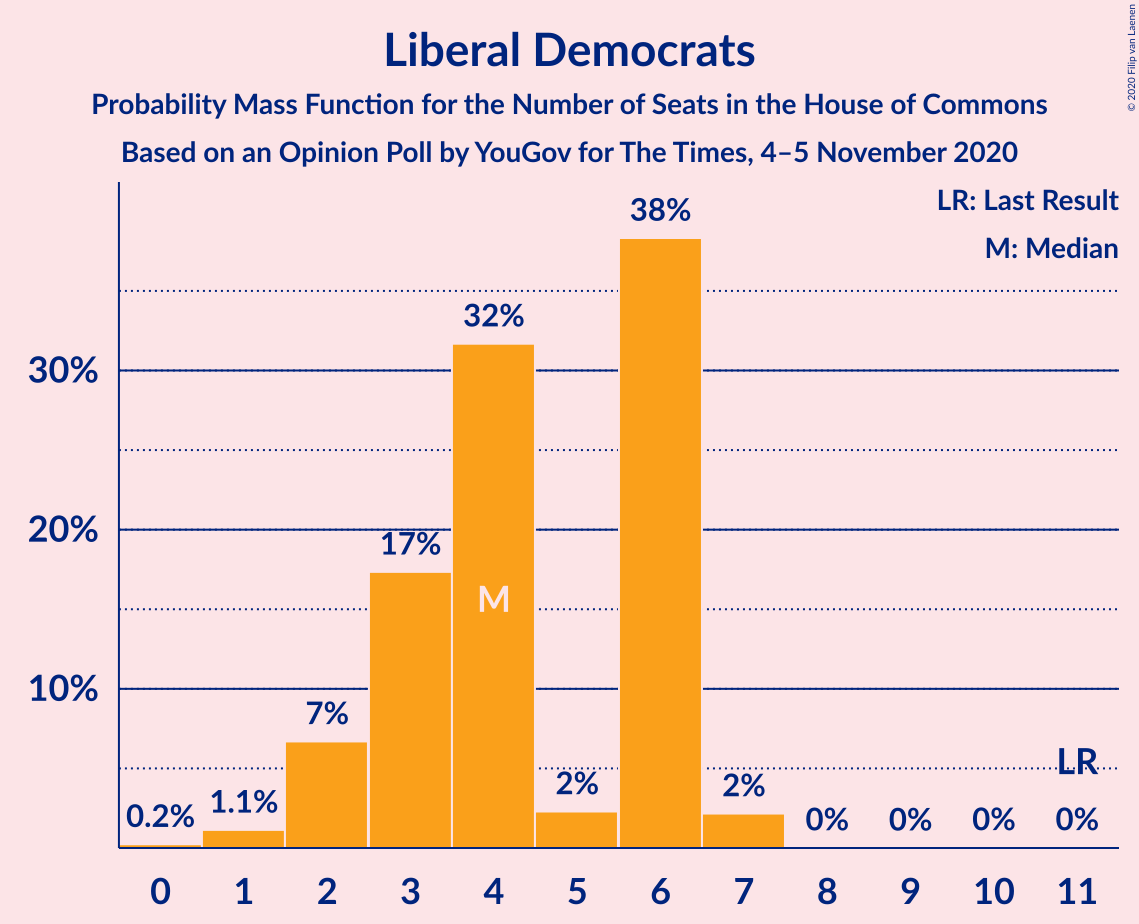 Liberal Democrats
Probability Mass Function for the Number of Seats in the House of Commons
Based on an Opinion Poll by YouGov for The Times, 4–5 November 2020
© 2020 Filip van Laenen
LR: Last Result
M: Median
38%
32%
30%
20%
17%
M
10%
7%
LR
2%
2%
1.1%
0.2%
0%
0%
0%
0%
0 1 2 3 4 5 6 7 8 9 10 11